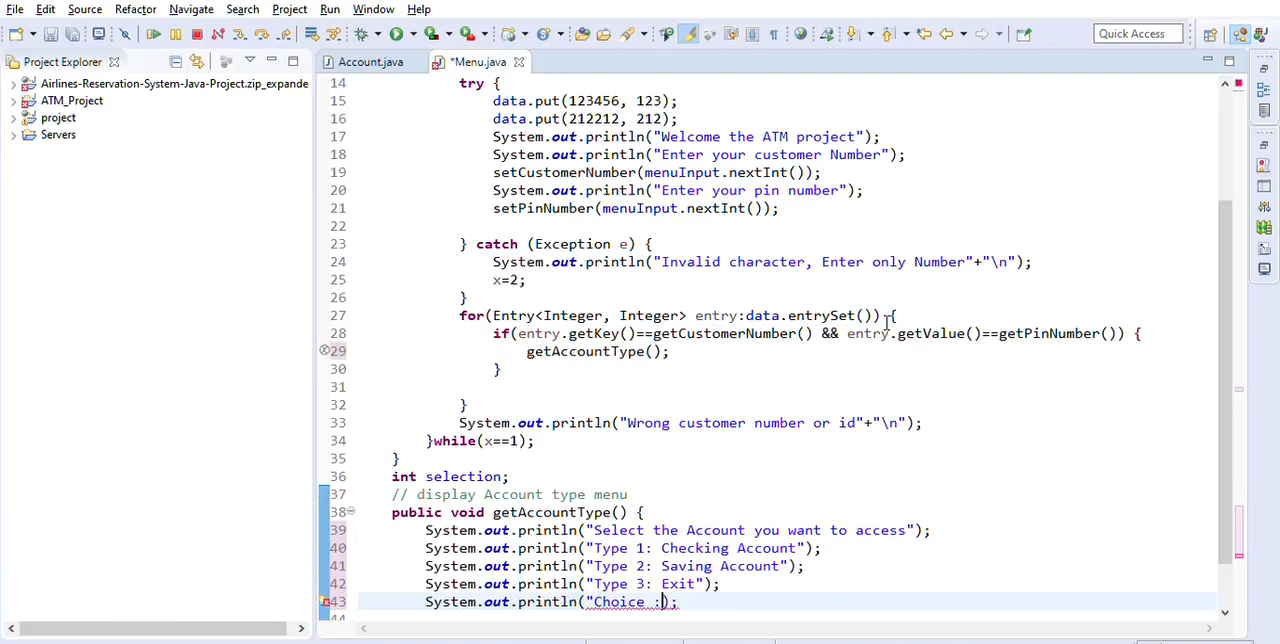 File Edit Source Refactor Navigate Search Project Run Window Help
Quick Access
Project Explorer
Account.java
*Menu.java
Airlines-Reservation-System-Java-Project.zip_expande
ATM_Project
project
Servers
14 try {
15 data.put(123456, 123);
16 data.put(212212, 212);
17 System.out.println("Welcome the ATM project");
18 System.out.println("Enter your customer Number");
19 setCustomerNumber(menuInput.nextInt());
20 System.out.println("Enter your pin number");
21 setPinNumber(menuInput.nextInt());
22
23 } catch (Exception e) {
24 System.out.println("Invalid character, Enter only Number"+"\n");
25 x=2;
26 }
27 for(Entry<Integer, Integer> entry:data.entrySet()) {
28 if(entry.getKey()==getCustomerNumber() && entry.getValue()==getPinNumber()) {
29 getAccountType();
30 }
31
32 }
33 System.out.println("Wrong customer number or id"+"\n");
34 }while(x==1);
35 }
36 int selection;
37 // display Account type menu
38 public void getAccountType() {
39 System.out.println("Select the Account you want to access");
40 System.out.println("Type 1: Checking Account");
41 System.out.println("Type 2: Saving Account");
42 System.out.println("Type 3: Exit");
43 System.out.println("Choice :);
44